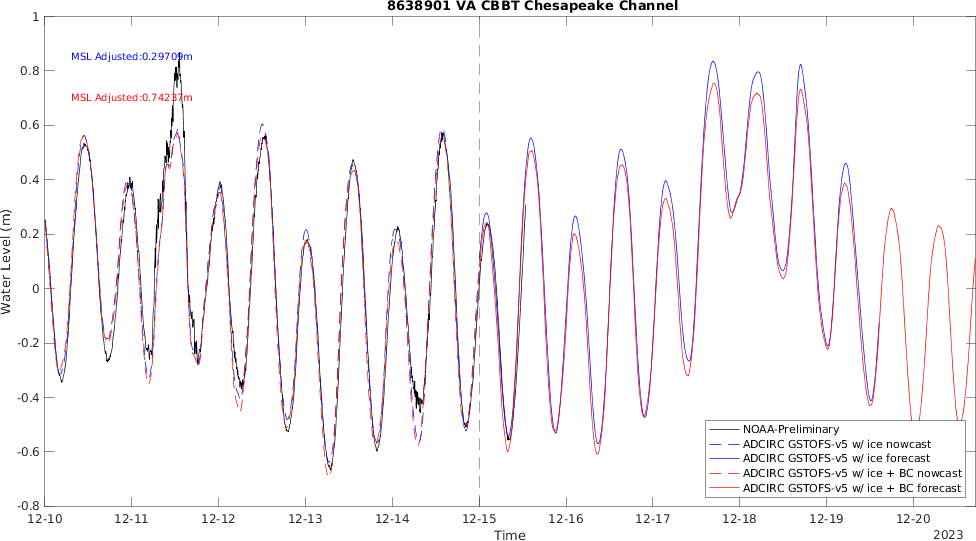 8638901 VA CBBT Chesapeake Channel
1
0.8
0.6
0.4
0.2
0
-0.2
-0.4
-0.6
-0.8
Water Level (m)
MSL Adjusted:0.29709m
MSL Adjusted:0.74237m
NOAA-Preliminary
ADCIRC GSTOFS-v5 w/ ice nowcast
ADCIRC GSTOFS-v5 w/ ice forecast
ADCIRC GSTOFS-v5 w/ ice + BC nowcast
ADCIRC GSTOFS-v5 w/ ice + BC forecast
12-10 12-11 12-12 12-13 12-14 12-15 12-16 12-17 12-18 12-19 12-20
Time
2023